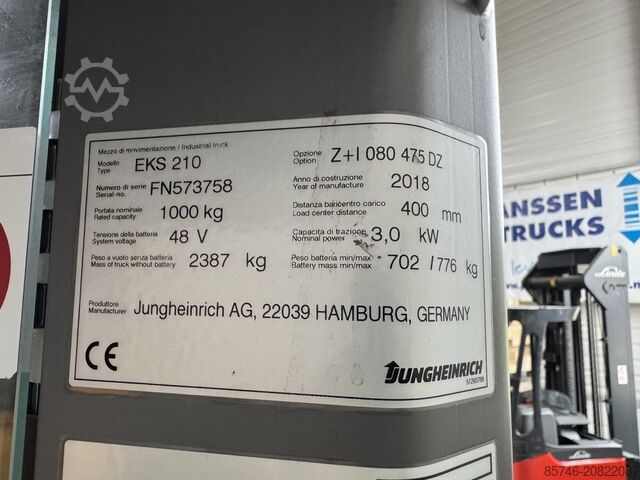 Mezzo di movimentazione / Industrial truck
Modello
Type
EKS 210
Opzione
Option
Z+I 080 475 DZ
Numero di serie
Serial-no.
FN573758
Anno di costruzione
Year of manufacture
2018
Portata nominale
Rated capacity
1000 kg
Distanza baricentro carico
Load center distance
400 mm
Tensione della batteria
System voltage
48 V
Capacita di trazione
Nominal power
3,0 kW
Peso a vuoto senza batteria
Mass of truck without battery
2387 kg
Peso batteria min/max
Battery mass min/max
702 / 776 kg
Produttore
Manufacturer
Jungheinrich AG, 22039 HAMBURG, GERMANY
CE
JUNGHEINRICH
51260788
ANSSEN
TRUCKS
Linde
Linde
85746-20822037